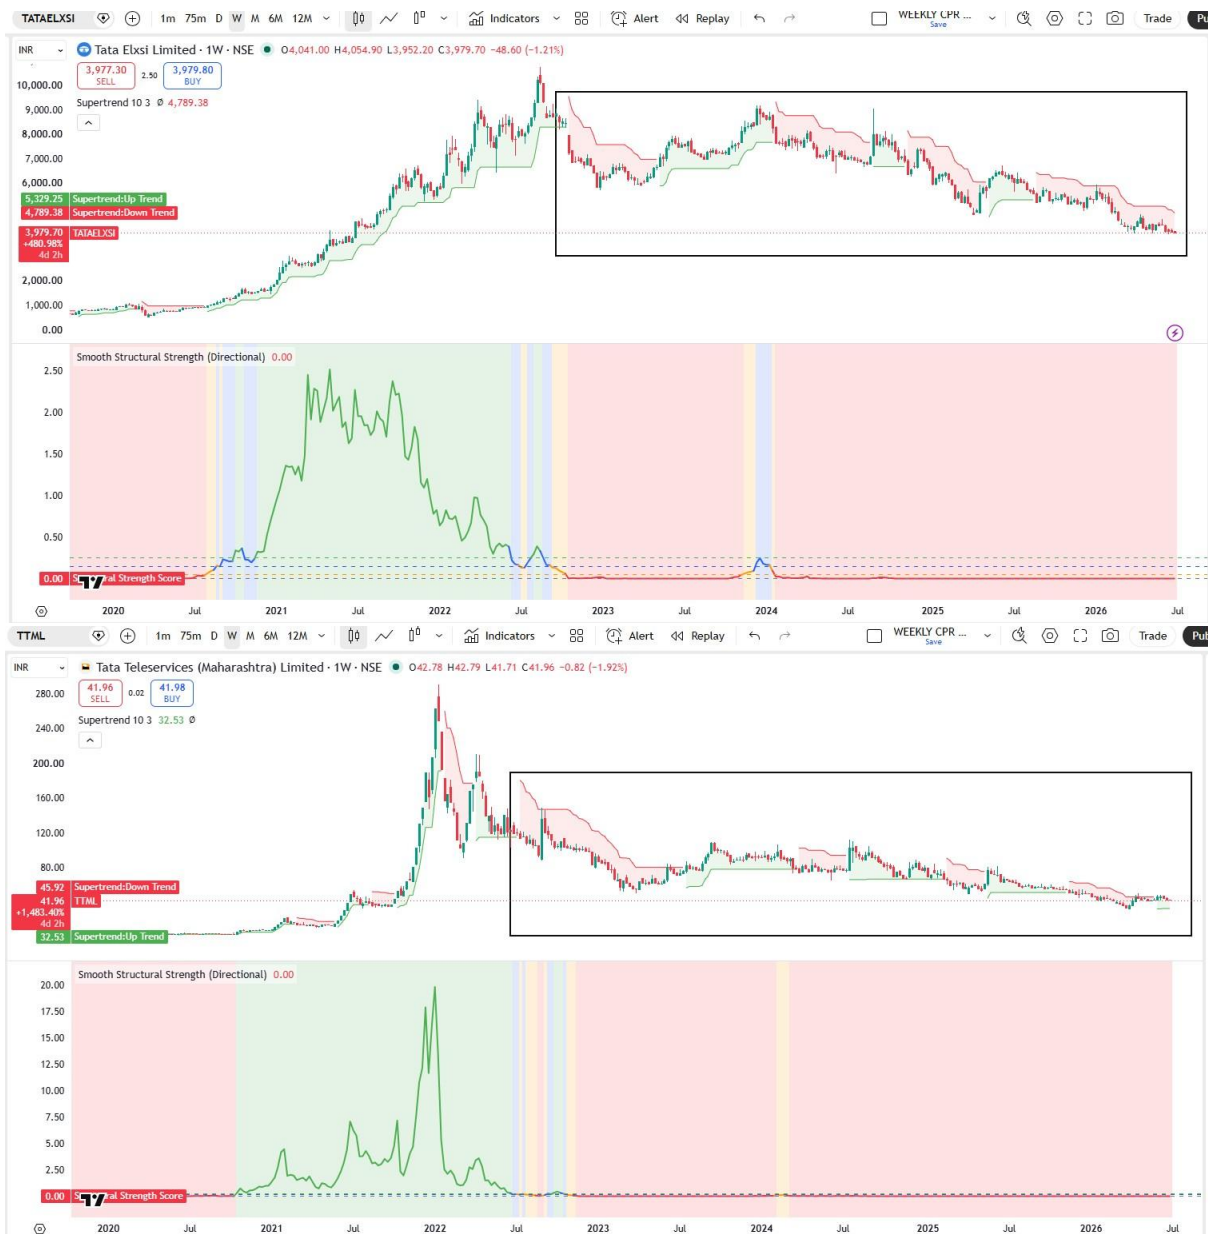 TATAELXSI 1m 75m D W M 6M 12M Indicators Alert Replay WEEKLY CPR ... Save Trade
INR
Tata Elxsi Limited · 1W · NSE O4,041.00 H4,054.90 L3,952.20 C3,979.70 -48.60 (-1.21%)
3,977.30 SELL 2.50 3,979.80 BUY
Supertrend 10 3 Ø 4,789.38
10,000.00
9,000.00
8,000.00
7,000.00
6,000.00
5,329.25 Supertrend:Up Trend
4,789.38 Supertrend:Down Trend
3,979.70 TATAELXSI
+480.98%
4d 2h
2,000.00
1,000.00
0.00
Smooth Structural Strength (Directional) 0.00
2.50
2.00
1.50
1.00
0.50
0.00 Strength Score
2020 Jul 2021 Jul 2022 Jul 2023 Jul 2024 Jul 2025 Jul 2026 Jul
TTML 1m 75m D W M 6M 12M Indicators Alert Replay WEEKLY CPR ... Save Trade
INR
Tata Teleservices (Maharashtra) Limited · 1W · NSE O42.78 H42.79 L41.71 C41.96 -0.82 (-1.92%)
41.96 SELL 0.02 41.98 BUY
Supertrend 10 3 32.53 Ø
280.00
240.00
200.00
160.00
120.00
80.00
45.92 Supertrend:Down Trend
41.96 TTML
+1,483.40%
4d 2h
32.53 Supertrend:Up Trend
Smooth Structural Strength (Directional) 0.00
20.00
17.50
15.00
12.50
10.00
7.50
5.00
2.50
0.00 Strength Score
2020 Jul 2021 Jul 2022 Jul 2023 Jul 2024 Jul 2025 Jul 2026 Jul